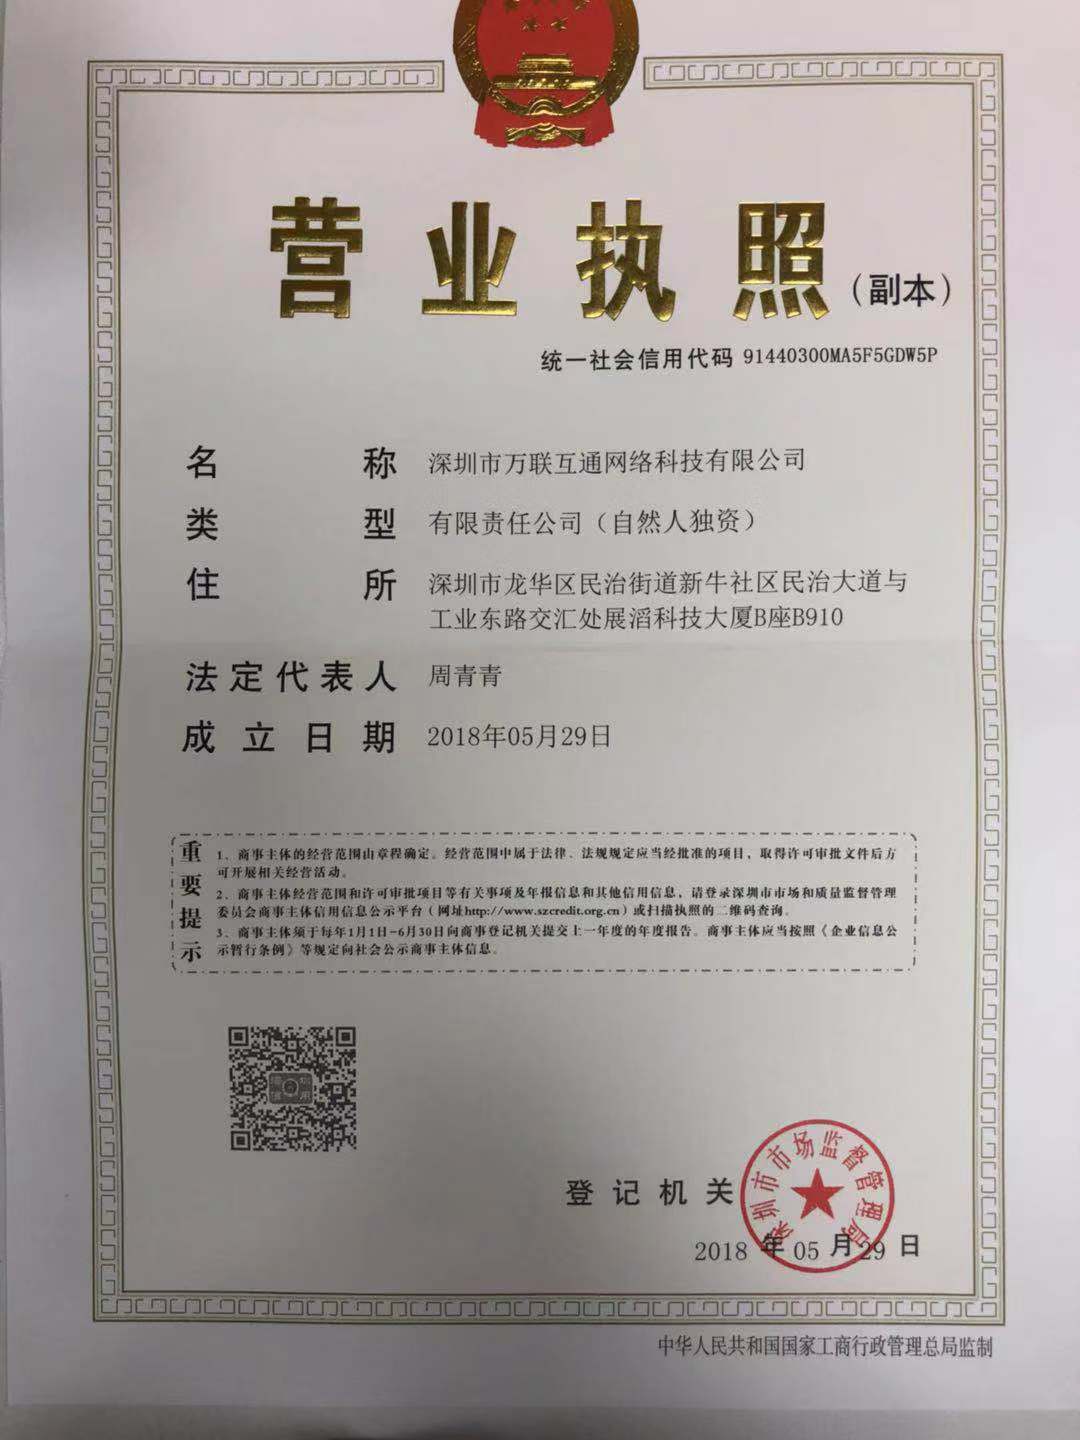 营业执照（副本）
统一社会信用代码 91440300MA5F5GDW5P
名称 深圳市万联互通网络科技有限公司
类型 有限责任公司（自然人独资）
住所 深圳市龙华区民治街道新牛社区民治大道与
工业东路交汇处展滔科技大厦B座B910
法定代表人 周青青
成立日期 2018年05月29日
重要提示
1、商事主体的经营范围由章程确定。经营范围中属于法律、法规规定应当经批准的项目，取得许可审批文件后方
可开展相关经营活动。
2、商事主体经营范围和许可审批项目等有关事项及年报信息和其他信用信息，请登录深圳市市场和质量监督管理
委员会商事主体信用信息公示平台（网址http://www.szcredit.org.cn）或扫描执照的二维码查询。
3、商事主体须于每年1月1日-6月30日向商事登记机关提交上一年度的年度报告。商事主体应当按照《企业信息公
示暂行条例》等规定向社会公示商事主体信息。
深圳市市场监督管理局
登记机关
2018年05月29日
中华人民共和国国家工商行政管理总局监制